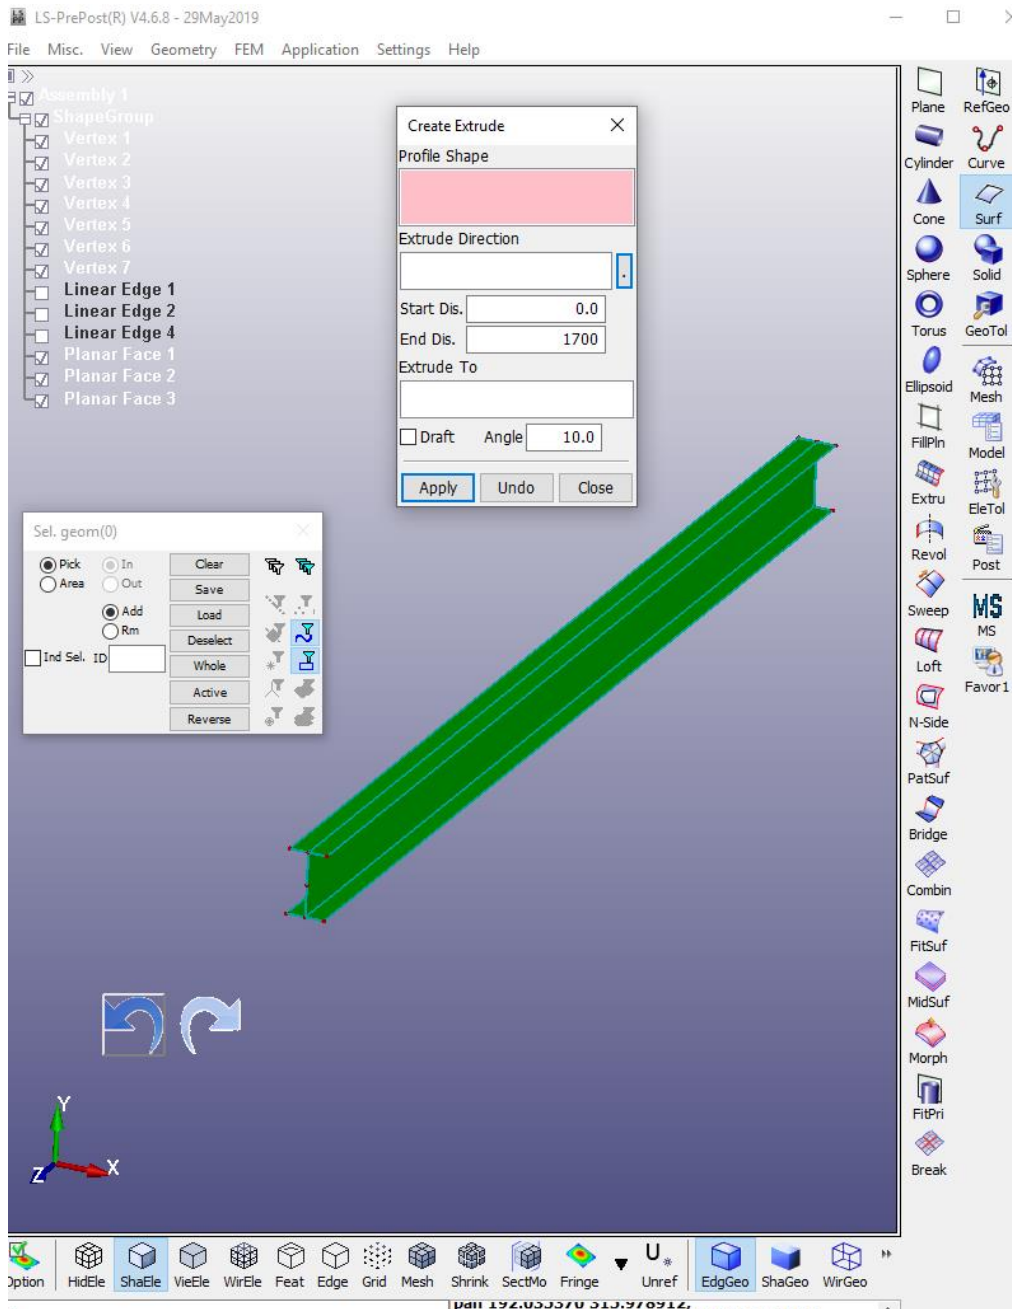 LS-PrePost(R) V4.6.8 - 29May2019
File Misc. View Geometry FEM Application Settings Help
Assembly 1
ShapeGroup
Vertex 1
Vertex 2
Vertex 3
Vertex 4
Vertex 5
Vertex 6
Vertex 7
Linear Edge 1
Linear Edge 2
Linear Edge 4
Planar Face 1
Planar Face 2
Planar Face 3
Create Extrude
Profile Shape
Extrude Direction
.
Start Dis. 0.0
End Dis. 1700
Extrude To
Draft Angle 10.0
Apply Undo Close
Sel. geom(0)
Pick In Clear
Area Out Save
Add Load
Rm Deselect
Ind Sel. ID Whole
Active
Reverse
Y
Z X
Plane RefGeo
Cylinder Curve
Cone Surf
Sphere Solid
Torus GeoTol
Ellipsoid Mesh
FillPln Model
Extru EleTol
Revol Post
Sweep MS
MS
Loft Favor1
N-Side
PatSuf
Bridge
Combin
FitSuf
MidSuf
Morph
FitPri
Break
ption HidEle ShaEle VieEle WirEle Feat Edge Grid Mesh Shrink SectMo Fringe Unref EdgGeo ShaGeo WirGeo
pan 192.035370 315.978912,